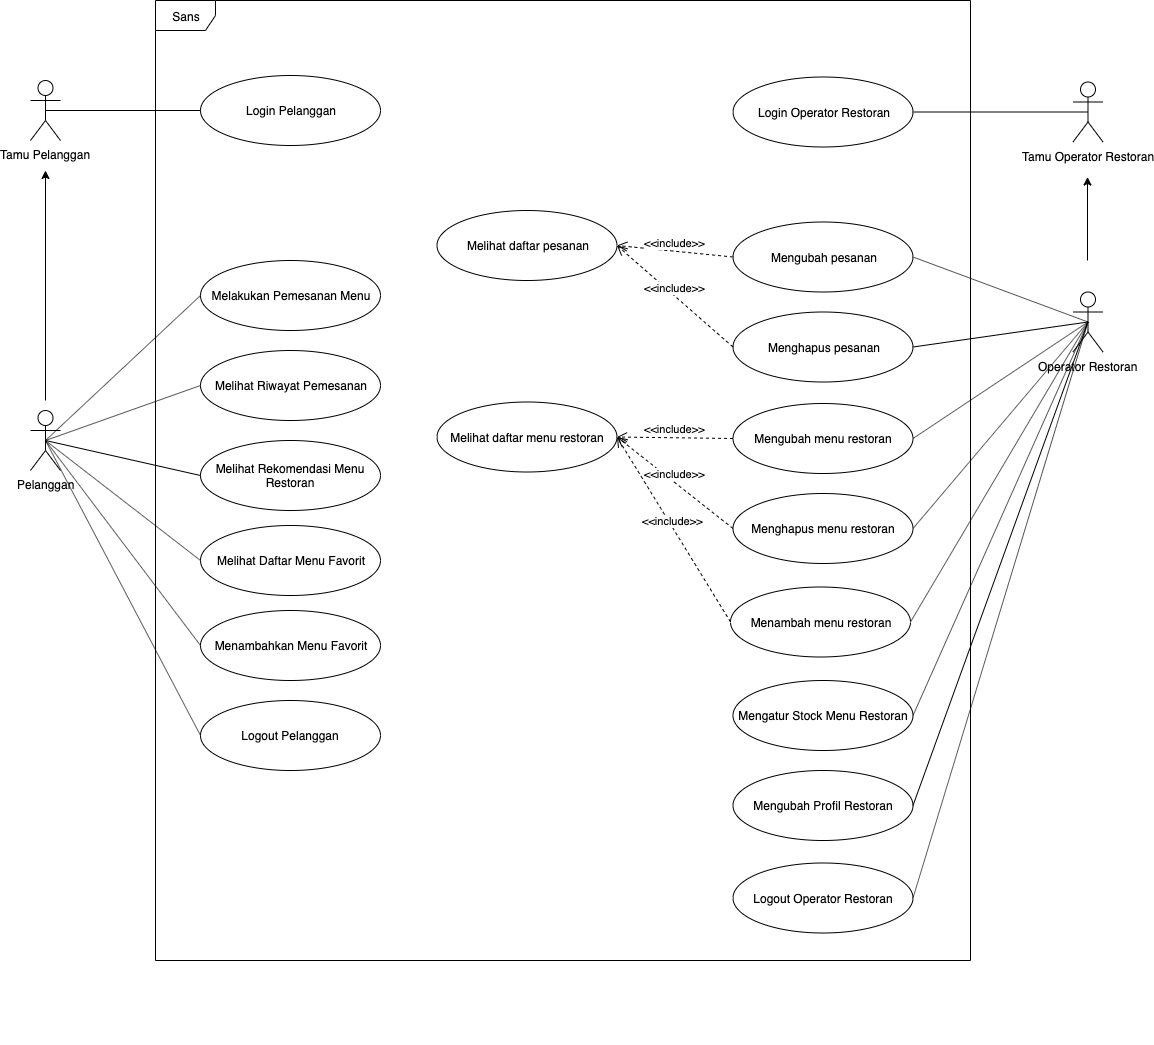 Sans
Login Pelanggan
Login Operator Restoran
Tamu Pelanggan
Tamu Operator Restoran
Melihat daftar pesanan
<<include>>
Mengubah pesanan
<<include>>
Melakukan Pemesanan Menu
Menghapus pesanan
Operator Restoran
Melihat Riwayat Pemesanan
Melihat daftar menu restoran
<<include>>
Mengubah menu restoran
Pelanggan
Melihat Rekomendasi Menu
Restoran
<<include>>
<<include>>
Menghapus menu restoran
Melihat Daftar Menu Favorit
Menambah menu restoran
Menambahkan Menu Favorit
Mengatur Stock Menu Restoran
Logout Pelanggan
Mengubah Profil Restoran
Logout Operator Restoran